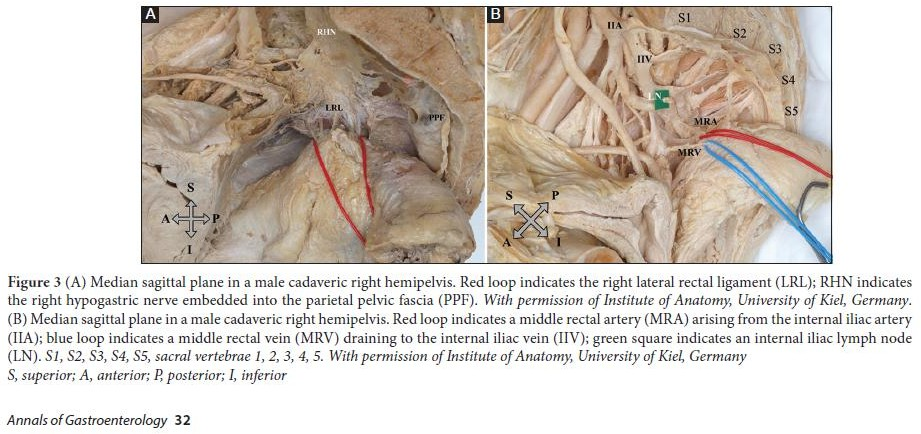 A
RHN
LRL
PPF
S
A P
I
B
S1
IIA
S2
S3
IIV
S4
LN
S5
MRA
MRV
S P
A I
Figure 3 (A) Median sagittal plane in a male cadaveric right hemipelvis. Red loop indicates the right lateral rectal ligament (LRL); RHN indicates
the right hypogastric nerve embedded into the parietal pelvic fascia (PPF). With permission of Institute of Anatomy, University of Kiel, Germany.
(B) Median sagittal plane in a male cadaveric right hemipelvis. Red loop indicates a middle rectal artery (MRA) arising from the internal iliac artery
(IIA); blue loop indicates a middle rectal vein (MRV) draining to the internal iliac vein (IIV); green square indicates an internal iliac lymph node
(LN). S1, S2, S3, S4, S5, sacral vertebrae 1, 2, 3, 4, 5. With permission of Institute of Anatomy, University of Kiel, Germany
S, superior; A, anterior; P, posterior; I, inferior
Annals of Gastroenterology 32